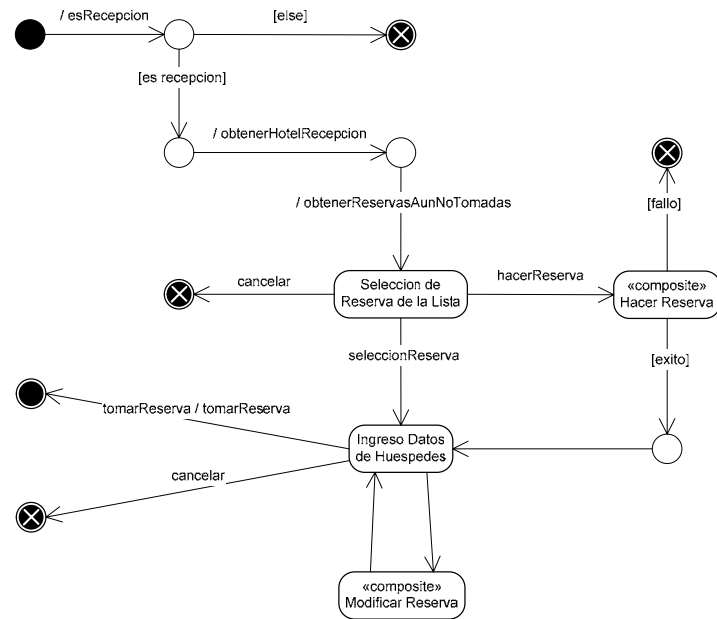 / esRecepcion
[else]
[es recepcion]
/ obtenerHotelRecepcion
[fallo]
/ obtenerReservasAunNoTomadas
cancelar
Seleccion de
Reserva de la Lista
hacerReserva
«composite»
Hacer Reserva
seleccionReserva
[exito]
tomarReserva / tomarReserva
Ingreso Datos
de Huespedes
cancelar
«composite»
Modificar Reserva